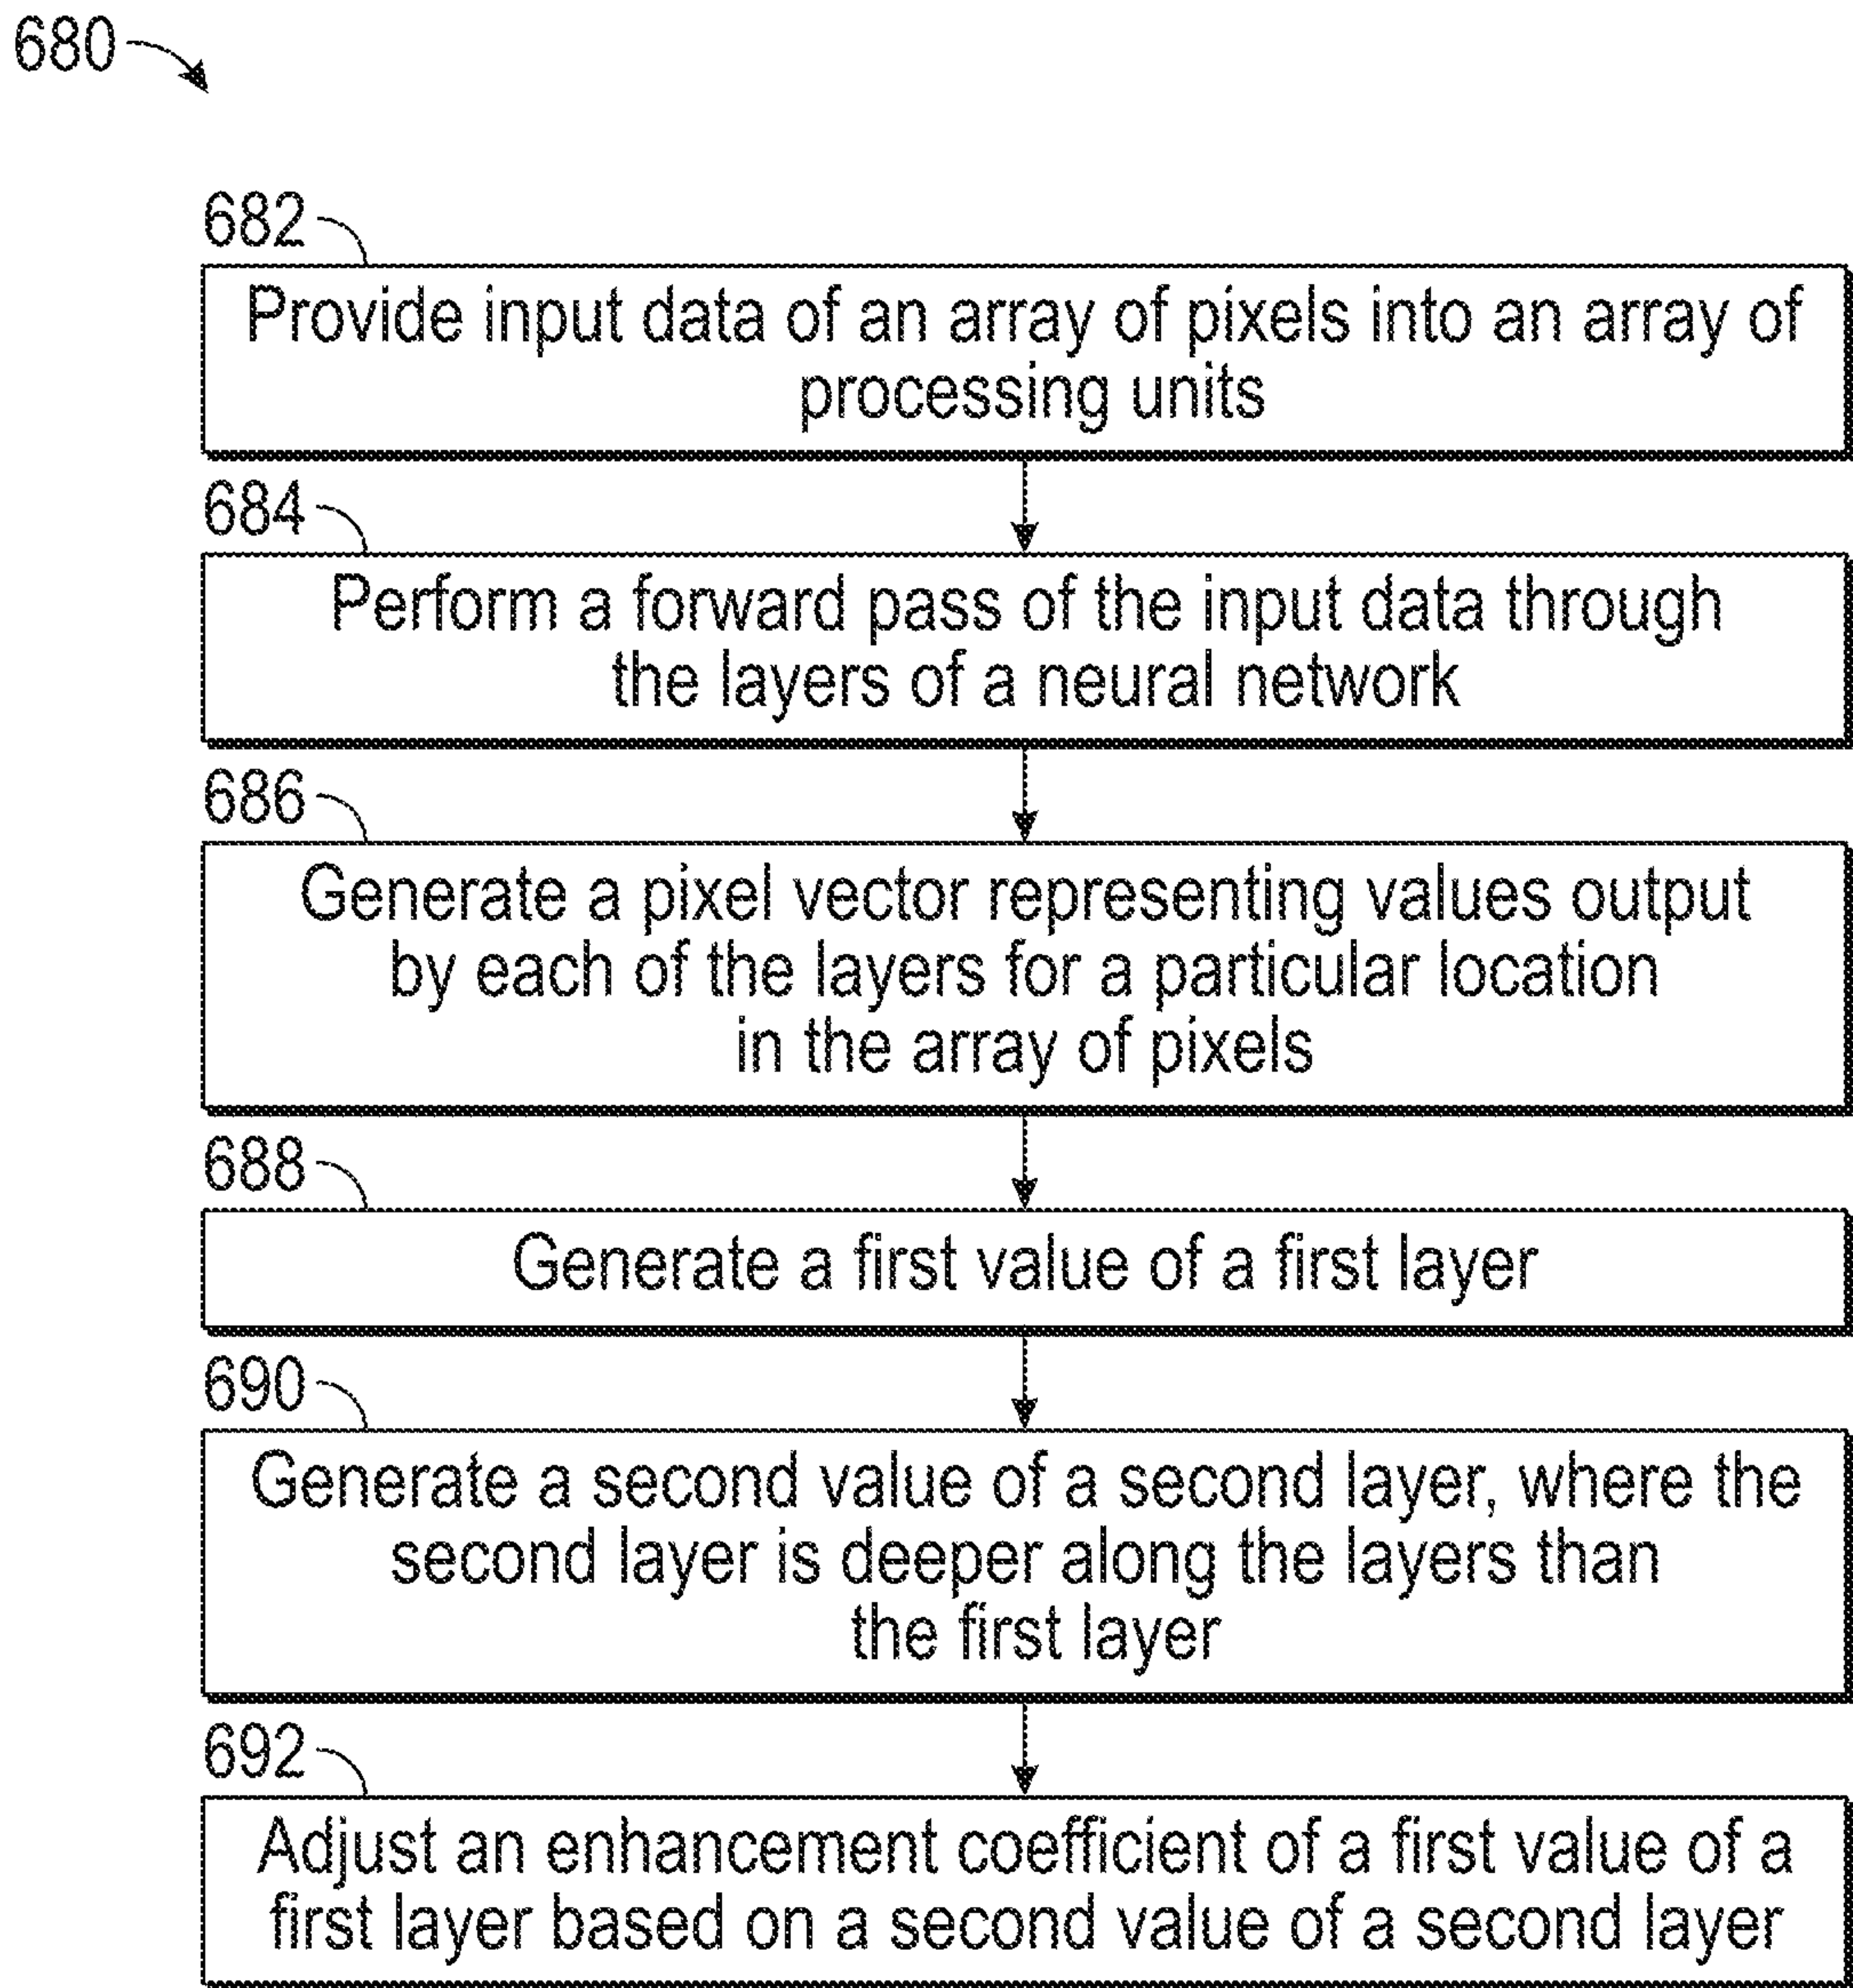 680
682
Provide input data of an array of pixels into an array of
processing units
684
Perform a forward pass of the input data through
the layers of a neural network
686
Generate a pixel vector representing values output
by each of the layers for a particular location
in the array of pixels
688
Generate a first value of a first layer
690
Generate a second value of a second layer, where the
second layer is deeper along the layers than
the first layer
692
Adjust an enhancement coefficient of a first value of a
first layer based on a second value of a second layer